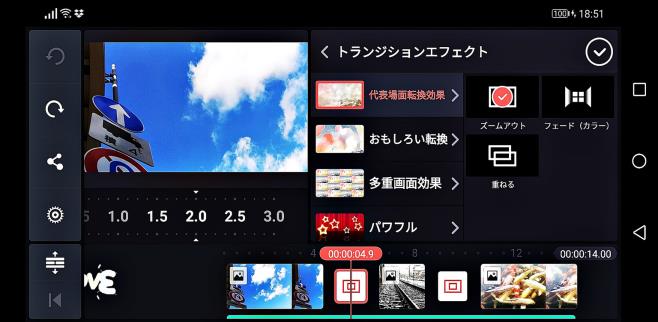 100 18:51
トランジションエフェクト
代表場面転換効果
おもしろい転換
多重画面効果
パワフル
ズームアウト
フェード（カラー）
重ねる
5 1.0 1.5 2.0 2.5 3.0
4 00:00:04.9 8 12 00:00:14.00